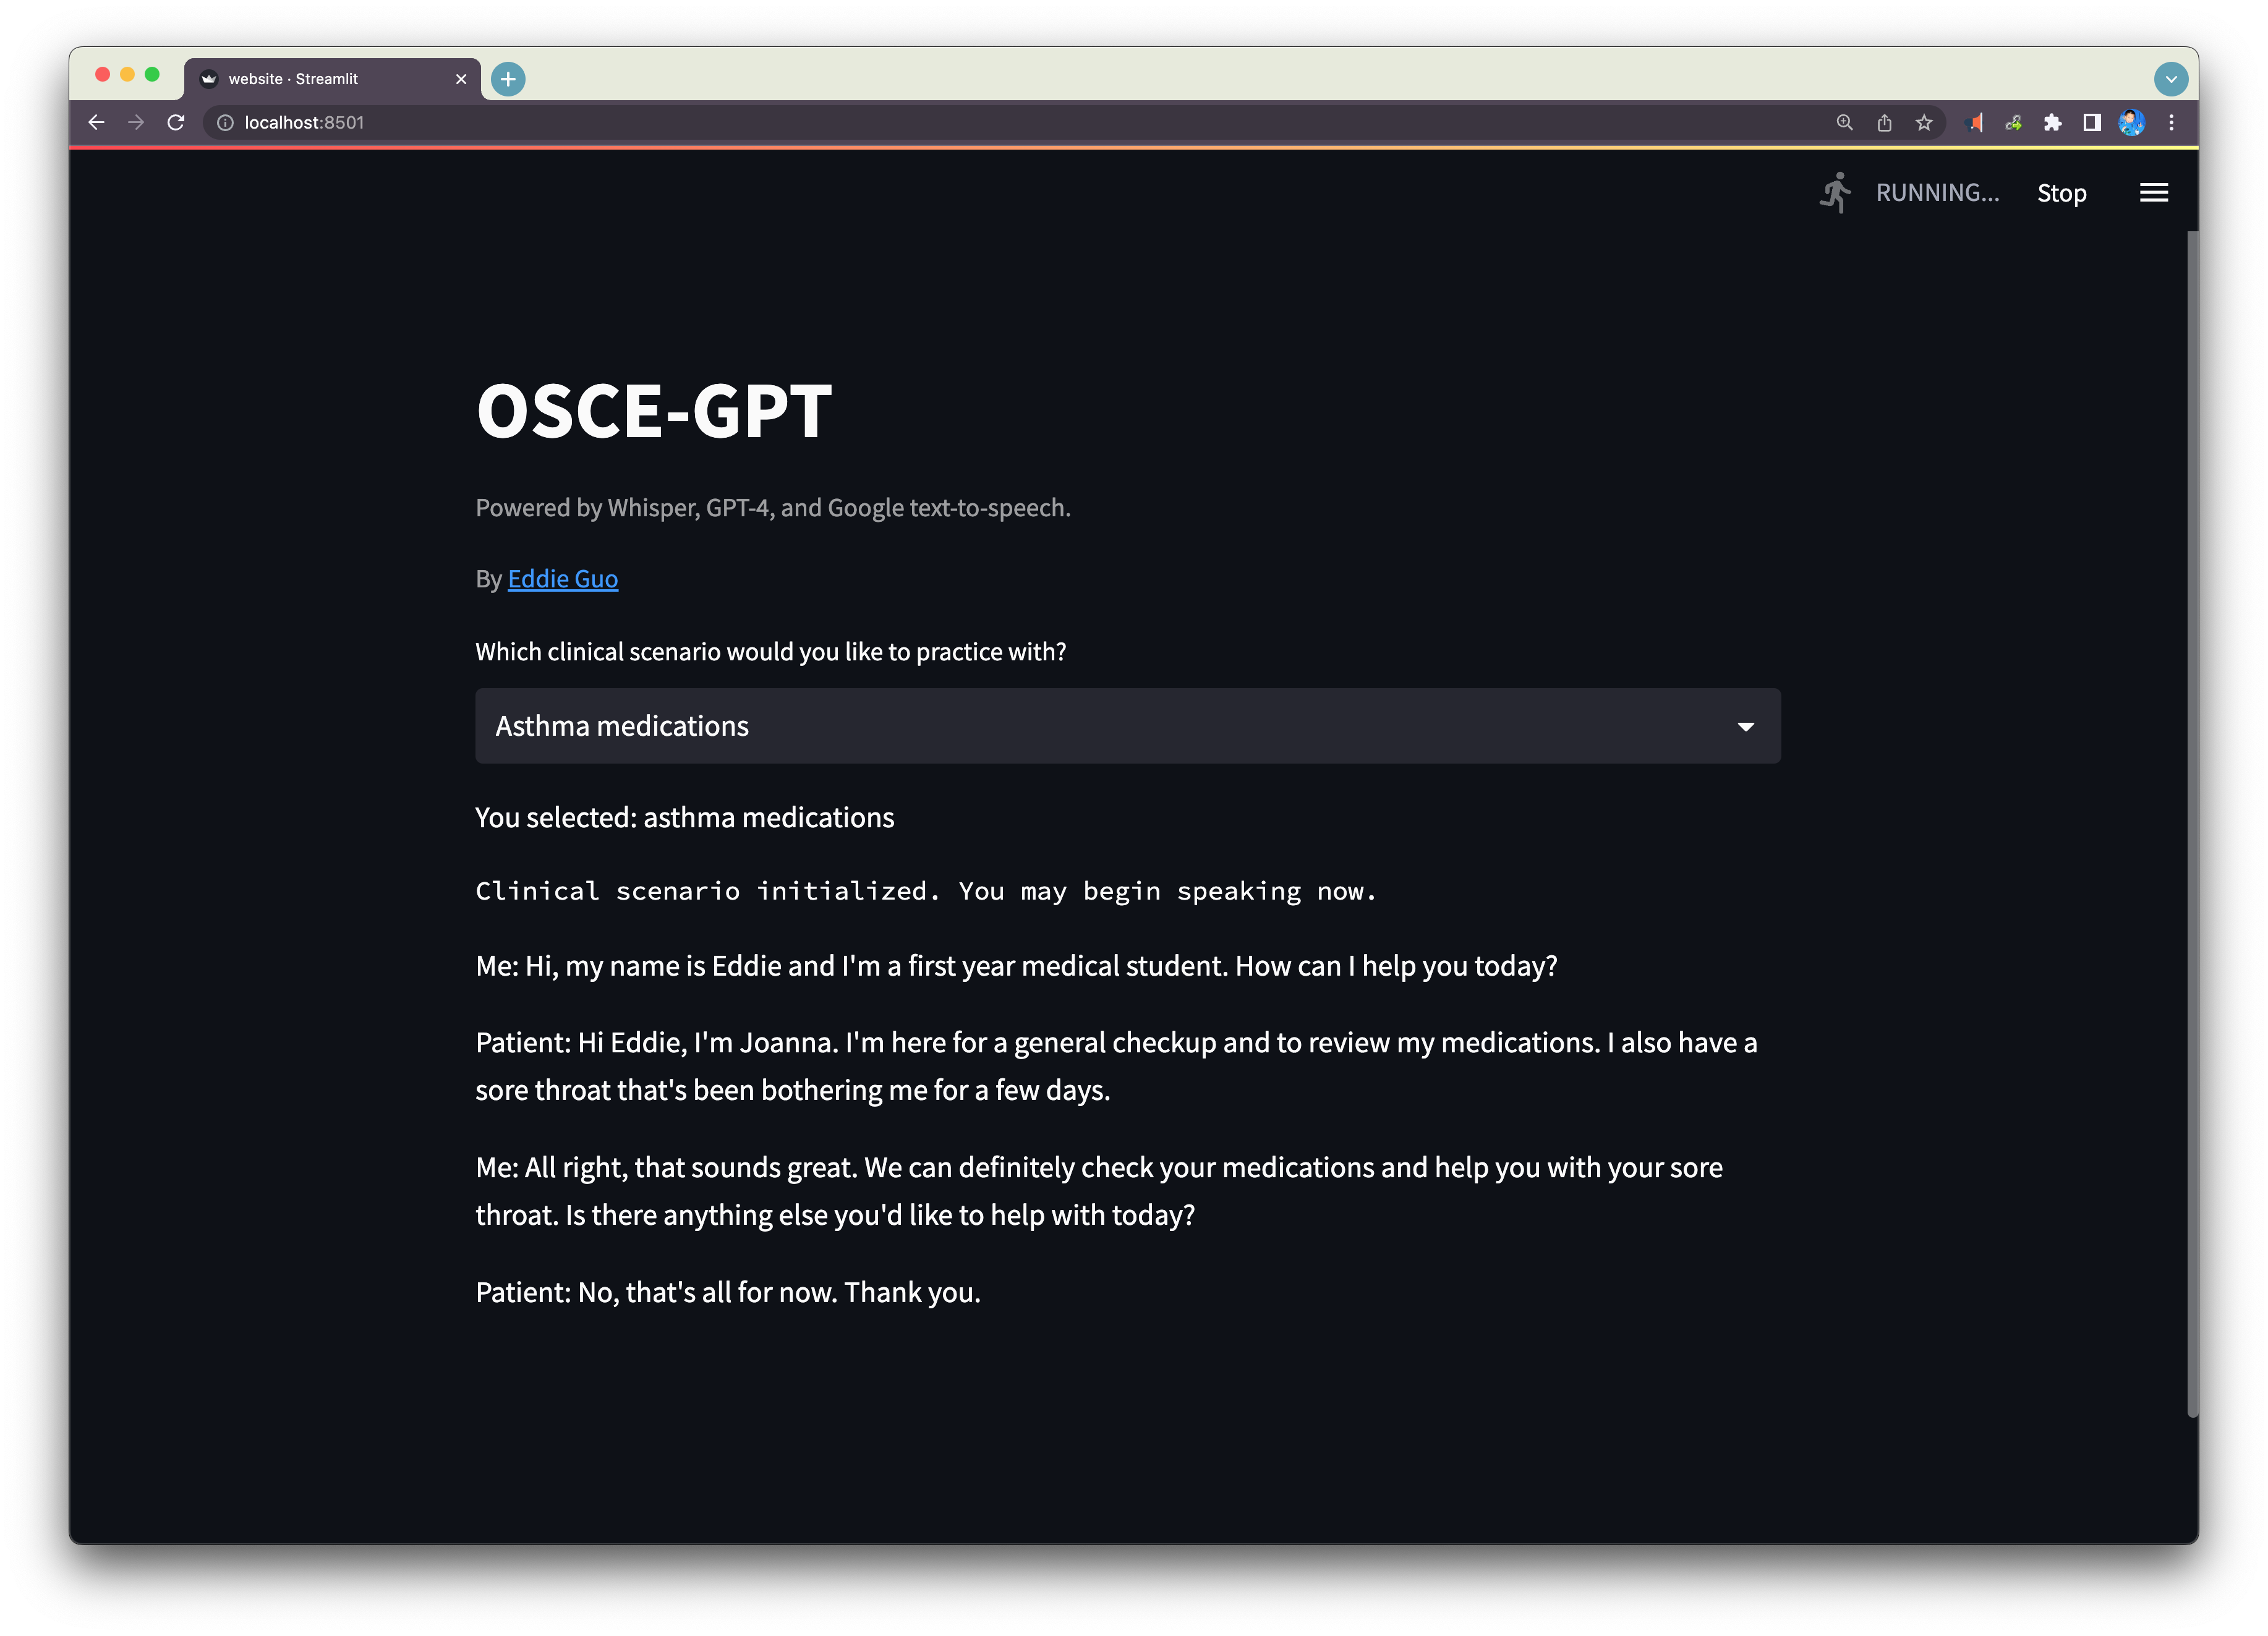 website · Streamlit
localhost:8501
RUNNING...
Stop
OSCE-GPT
Powered by Whisper, GPT-4, and Google text-to-speech.
By Eddie Guo
Which clinical scenario would you like to practice with?
Asthma medications
You selected: asthma medications
Clinical scenario initialized. You may begin speaking now.
Me: Hi, my name is Eddie and I'm a first year medical student. How can I help you today?
Patient: Hi Eddie, I'm Joanna. I'm here for a general checkup and to review my medications. I also have a
sore throat that's been bothering me for a few days.
Me: All right, that sounds great. We can definitely check your medications and help you with your sore
throat. Is there anything else you'd like to help with today?
Patient: No, that's all for now. Thank you.